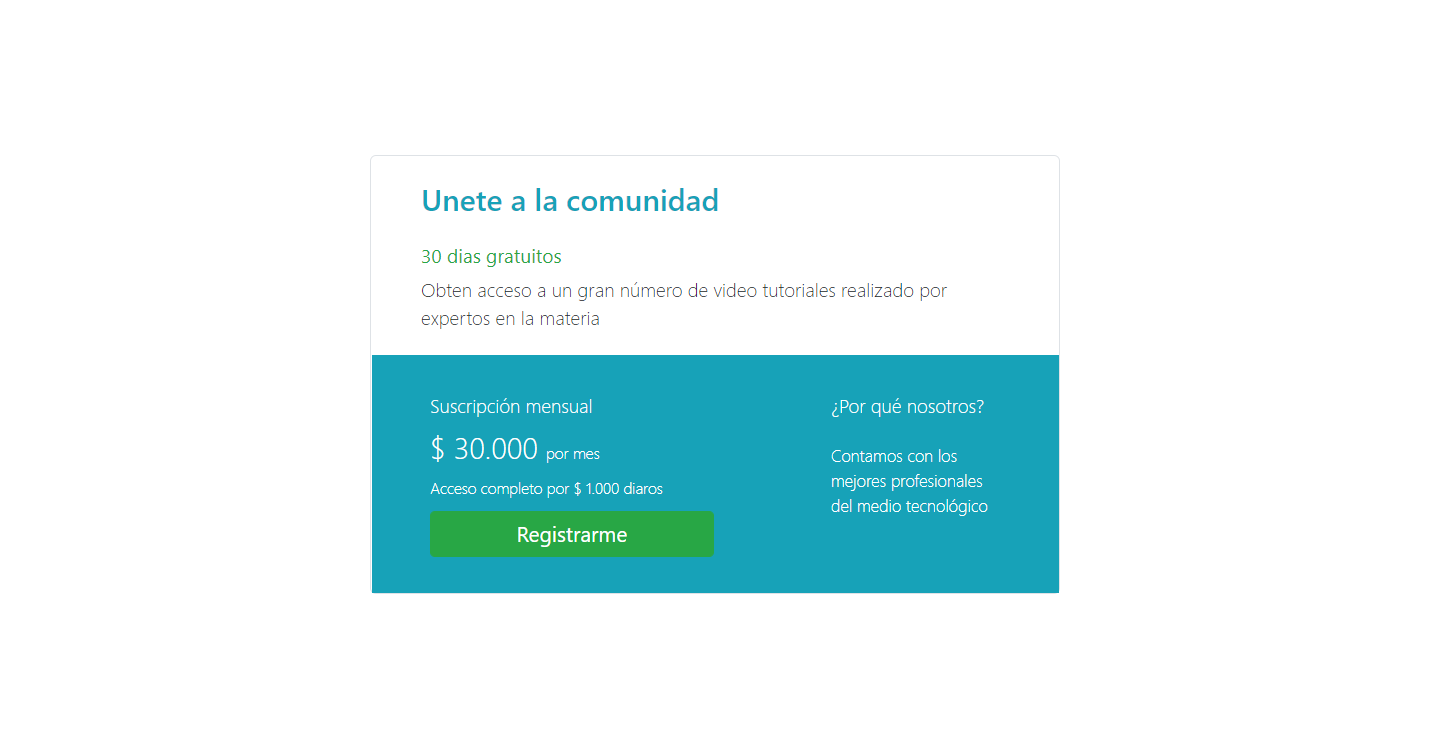 Unete a la comunidad
30 dias gratuitos
Obten acceso a un gran número de video tutoriales realizado por
expertos en la materia
Suscripción mensual
$ 30.000 por mes
Acceso completo por $ 1.000 diaros
Registrarme
¿Por qué nosotros?
Contamos con los
mejores profesionales
del medio tecnológico